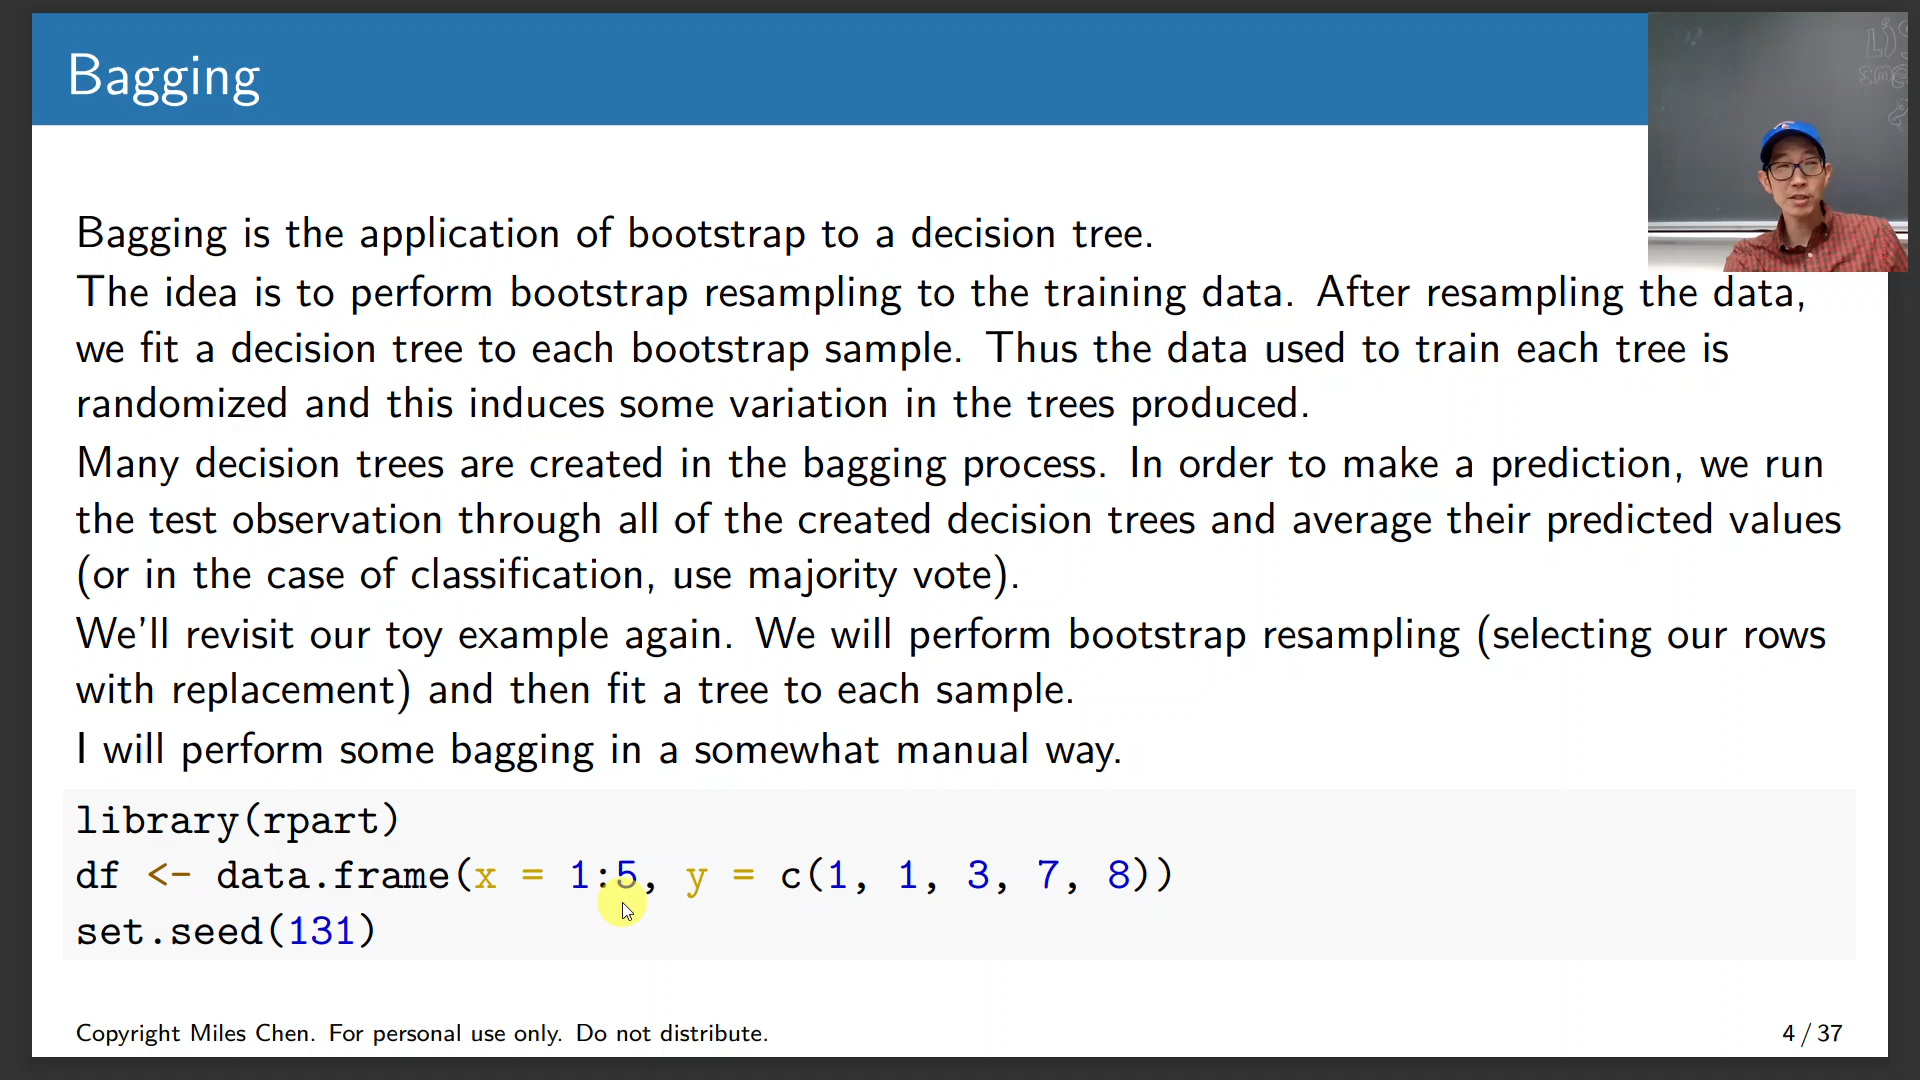 Bagging
Bagging is the application of bootstrap to a decision tree.
The idea is to perform bootstrap resampling to the training data. After resampling the data,
we fit a decision tree to each bootstrap sample. Thus the data used to train each tree is
randomized and this induces some variation in the trees produced.
Many decision trees are created in the bagging process. In order to make a prediction, we run
the test observation through all of the created decision trees and average their predicted values
(or in the case of classification, use majority vote).
We'll revisit our toy example again. We will perform bootstrap resampling (selecting our rows
with replacement) and then fit a tree to each sample.
I will perform some bagging in a somewhat manual way.
library(rpart)
df <- data.frame(x = 1:5, y = c(1, 1, 3, 7, 8))
set.seed(131)
Copyright Miles Chen. For personal use only. Do not distribute.
4 / 37